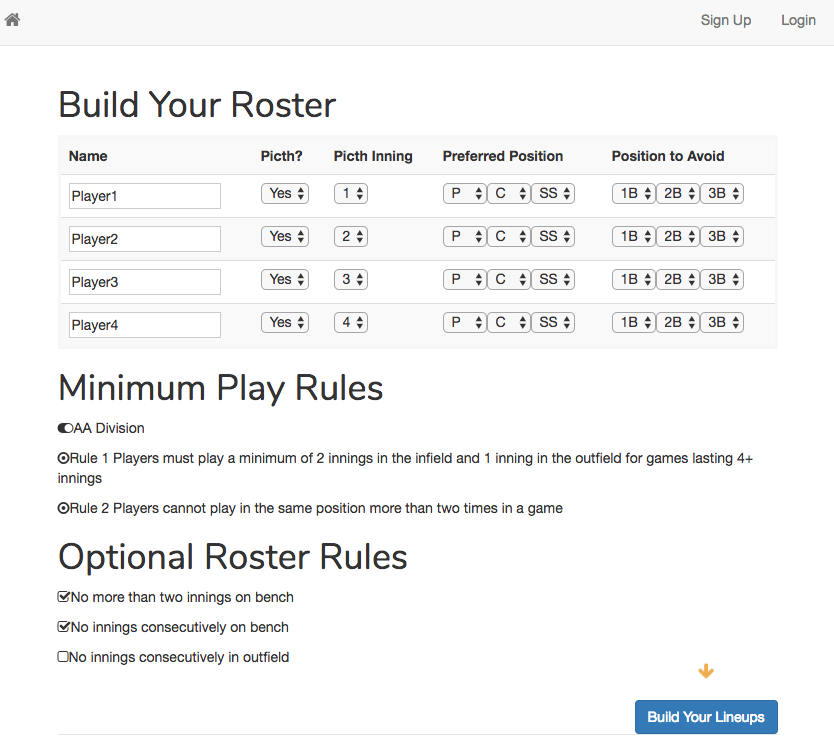 Sign Up Login
Build Your Roster
Name Picth? Picth Inning Preferred Position Position to Avoid
Player1 Yes 1 P C SS 1B 2B 3B
Player2 Yes 2 P C SS 1B 2B 3B
Player3 Yes 3 P C SS 1B 2B 3B
Player4 Yes 4 P C SS 1B 2B 3B
Minimum Play Rules
AA Division
Rule 1 Players must play a minimum of 2 innings in the infield and 1 inning in the outfield for games lasting 4+
innings
Rule 2 Players cannot play in the same position more than two times in a game
Optional Roster Rules
No more than two innings on bench
No innings consecutively on bench
No innings consecutively in outfield
Build Your Lineups